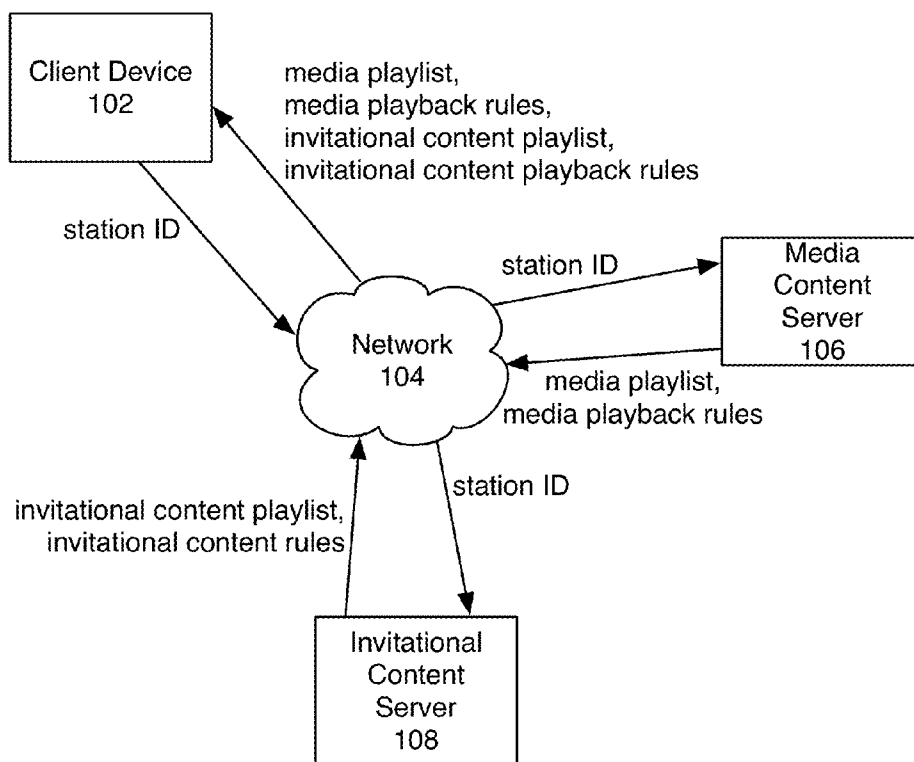 Client Device
102
media playlist,
media playback rules,
invitational content playlist,
invitational content playback rules
station ID
station ID
Media
Content
Server
106
Network
104
media playlist,
media playback rules
station ID
invitational content playlist,
invitational content rules
Invitational
Content
Server
108